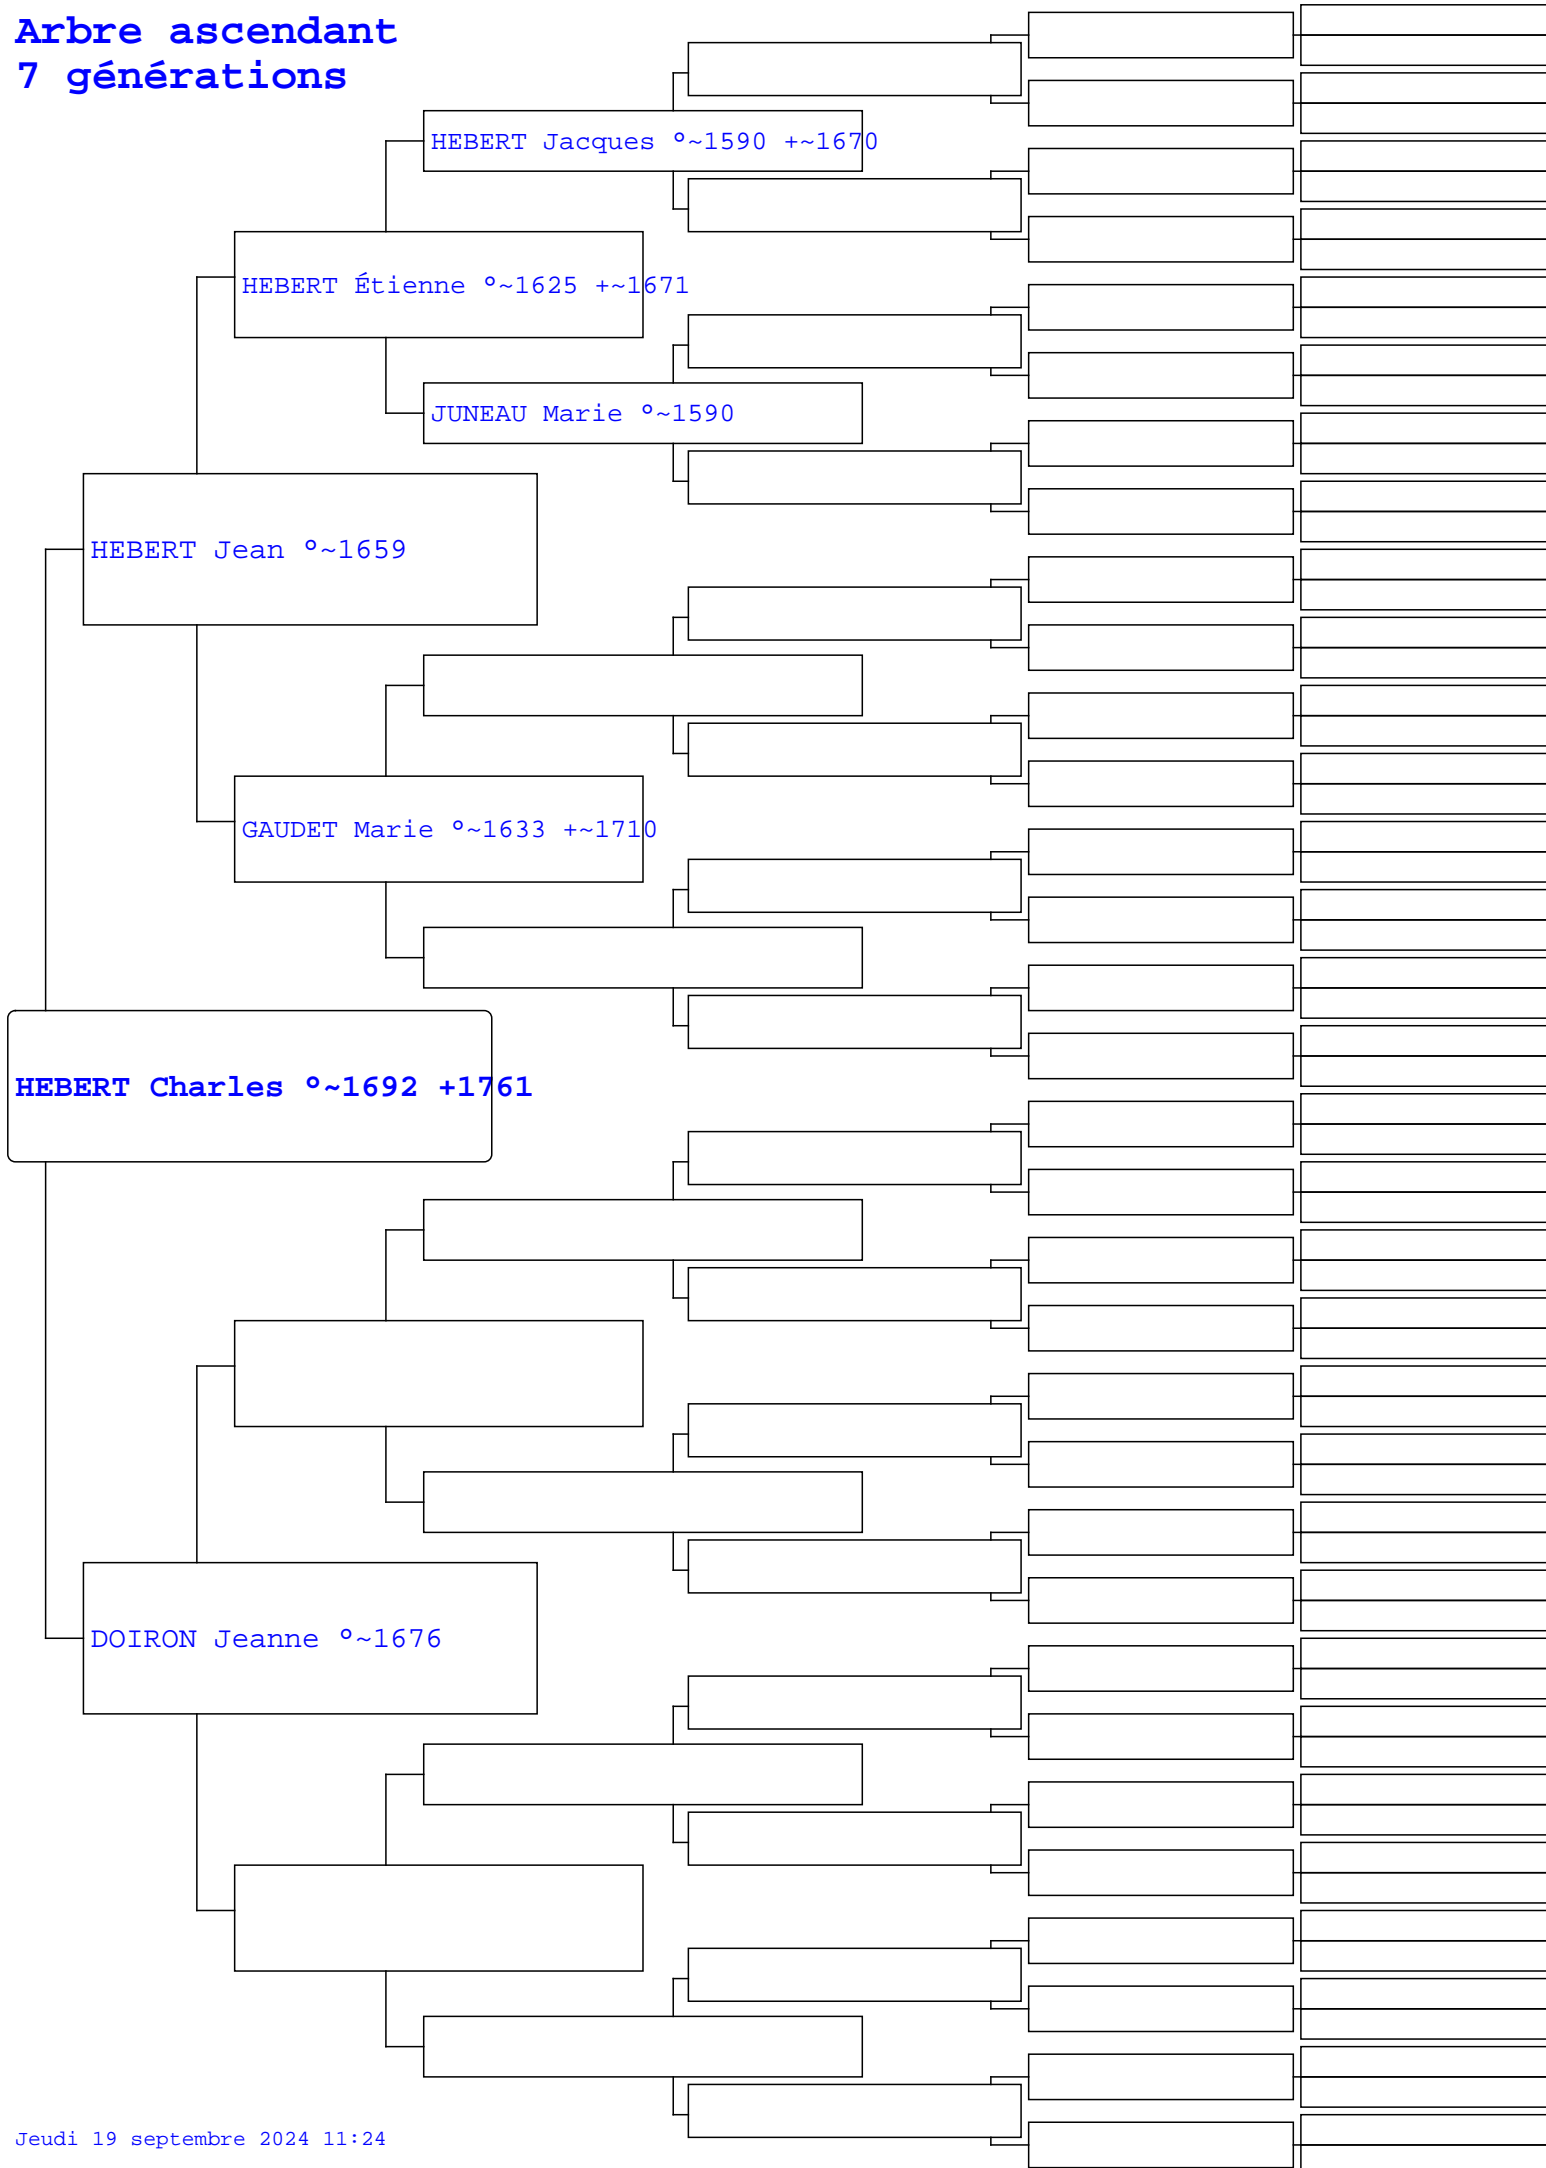 Arbre ascendant
7 générations
HEBERT Jacques °~1590 +~1670
HEBERT Étienne °~1625 +~1671
JUNEAU Marie °~1590
HEBERT Jean °~1659
GAUDET Marie °~1633 +~1710
HEBERT Charles °~1692 +1761
DOIRON Jeanne °~1676
Jeudi 19 septembre 2024 11:24